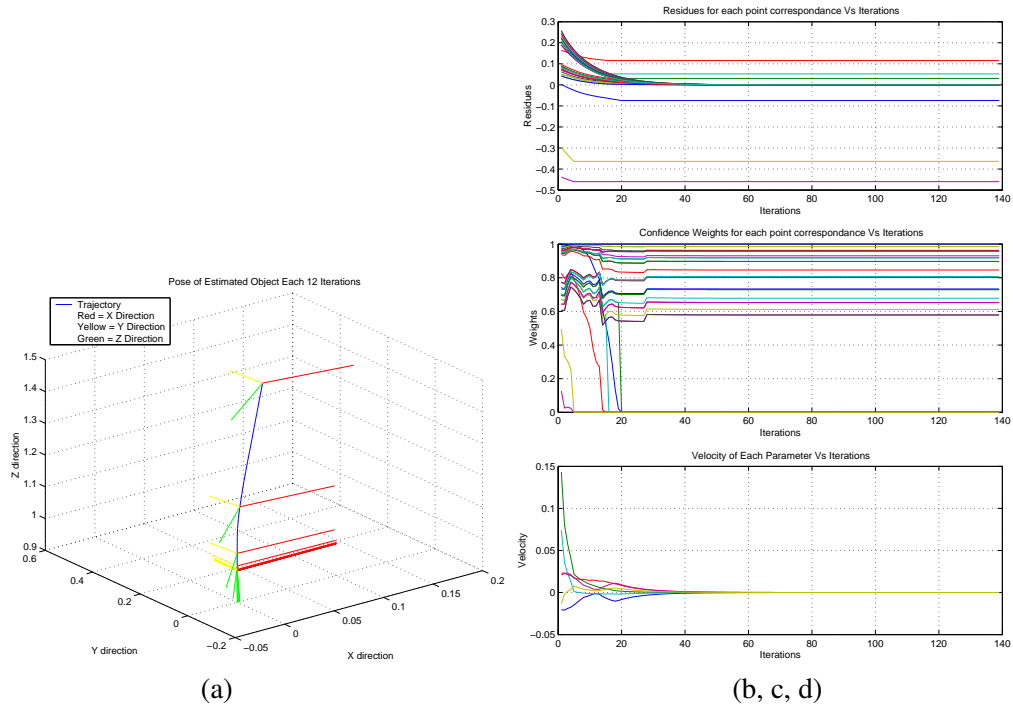 Pose of Estimated Object Each 12 Iterations
Trajectory
Red = X Direction
Yellow = Y Direction
Green = Z Direction
1.5
1.4
1.3
1.2
1.1
1
0.9
Z direction
0.6
0.4
0.2
0
−0.2
Y direction
−0.05
0
0.05
0.1
0.15
0.2
X direction
(a)
Residues for each point correspondance Vs Iterations
0.3
0.2
0.1
0
−0.1
−0.2
−0.3
−0.4
−0.5
Residues
0 20 40 60 80 100 120 140
Iterations
Confidence Weights for each point correspondance Vs Iterations
1
0.8
0.6
0.4
0.2
0
Weights
0 20 40 60 80 100 120 140
Iterations
Velocity of Each Parameter Vs Iterations
0.15
0.1
0.05
0
−0.05
Velocity
0 20 40 60 80 100 120 140
Iterations
(b, c, d)